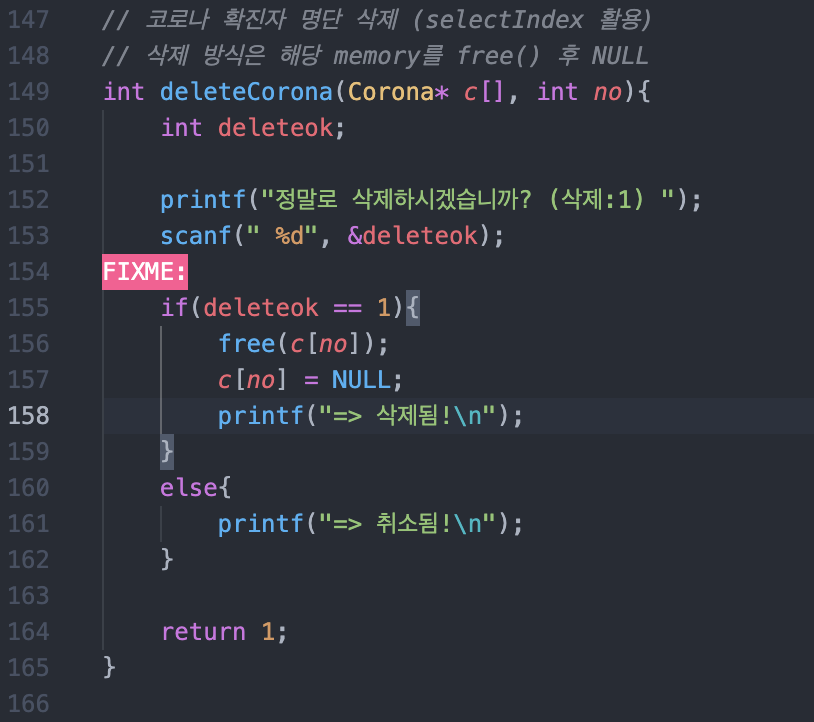 147 // 코로나 확진자 명단 삭제 (selectIndex 활용)
148 // 삭제 방식은 해당 memory를 free() 후 NULL
149 int deleteCorona(Corona* c[], int no){
150 int deleteok;
151
152 printf("정말로 삭제하시겠습니까? (삭제:1) ");
153 scanf(" %d", &deleteok);
154 FIXME:
155 if(deleteok == 1){
156 free(c[no]);
157 c[no] = NULL;
158 printf("=> 삭제됨!\n");
159 }
160 else{
161 printf("=> 취소됨!\n");
162 }
163
164 return 1;
165 }
166